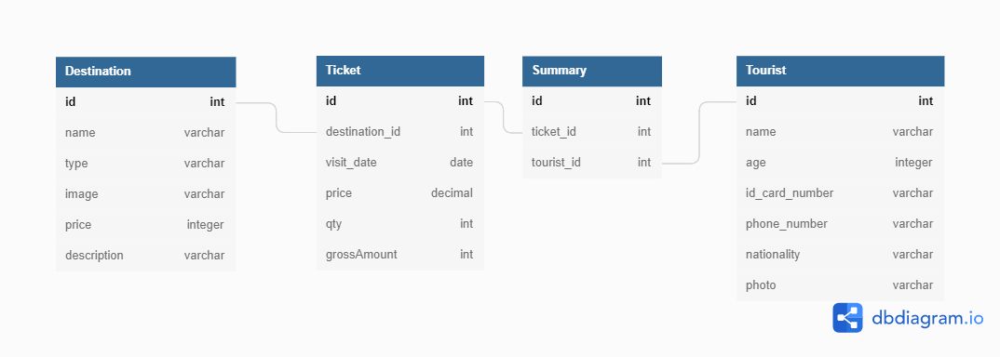 Destination
id int
name varchar
type varchar
image varchar
price integer
description varchar
Ticket
id int
destination_id int
visit_date date
price decimal
qty int
grossAmount int
Summary
id int
ticket_id int
tourist_id int
Tourist
id int
name varchar
age integer
id_card_number varchar
phone_number varchar
nationality varchar
photo varchar
dbdiagram.io